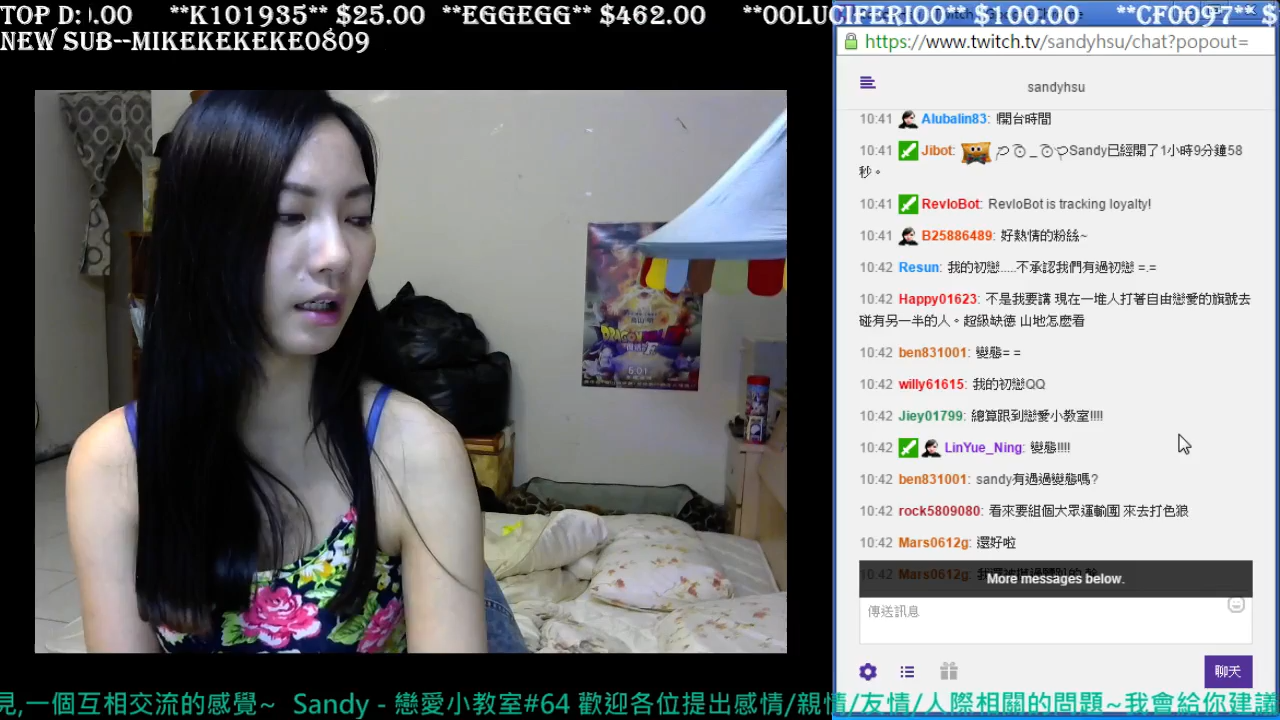 TOP D: 0.00 **K101935** $25.00 **EGGEGG** $462.00 **OOLUCIFERIOO** $100.00 **CF0097** $
NEW SUB--MIKEKEKEKE0809
https://www.twitch.tv/sandyhsu/chat?popout=
sandyhsu
10:41 Alubalin83: !開台時間
10:41 Jibot: Sandy已經開了1小時9分鐘58
秒。
10:41 RevloBot: RevloBot is tracking loyalty!
10:41 B25886489: 好熱情的粉絲~
10:42 Resun: 我的初戀.....不承認我們有過初戀 =.=
10:42 Happy01623: 不是我要講 現在一堆人打著自由戀愛的旗號去
碰有另一半的人。超級缺德 山地怎麼看
10:42 ben831001: 變態= =
10:42 willy61615: 我的初戀QQ
10:42 Jiey01799: 總算跟到戀愛小教室!!!!
10:42 LinYue_Ning: 變態!!!!
10:42 ben831001: sandy有遇過變態嗎?
10:42 rock5809080: 看來要組個大眾運輸團 來去打色狼
10:42 Mars0612g: 還好啦
10:42 Mars0612g:
More messages below.
傳送訊息
聊天
DRAGON BALL
見,一個互相交流的感覺~ Sandy - 戀愛小教室#64 歡迎各位提出感情/親情/友情/人際相關的問題~我會給你建議